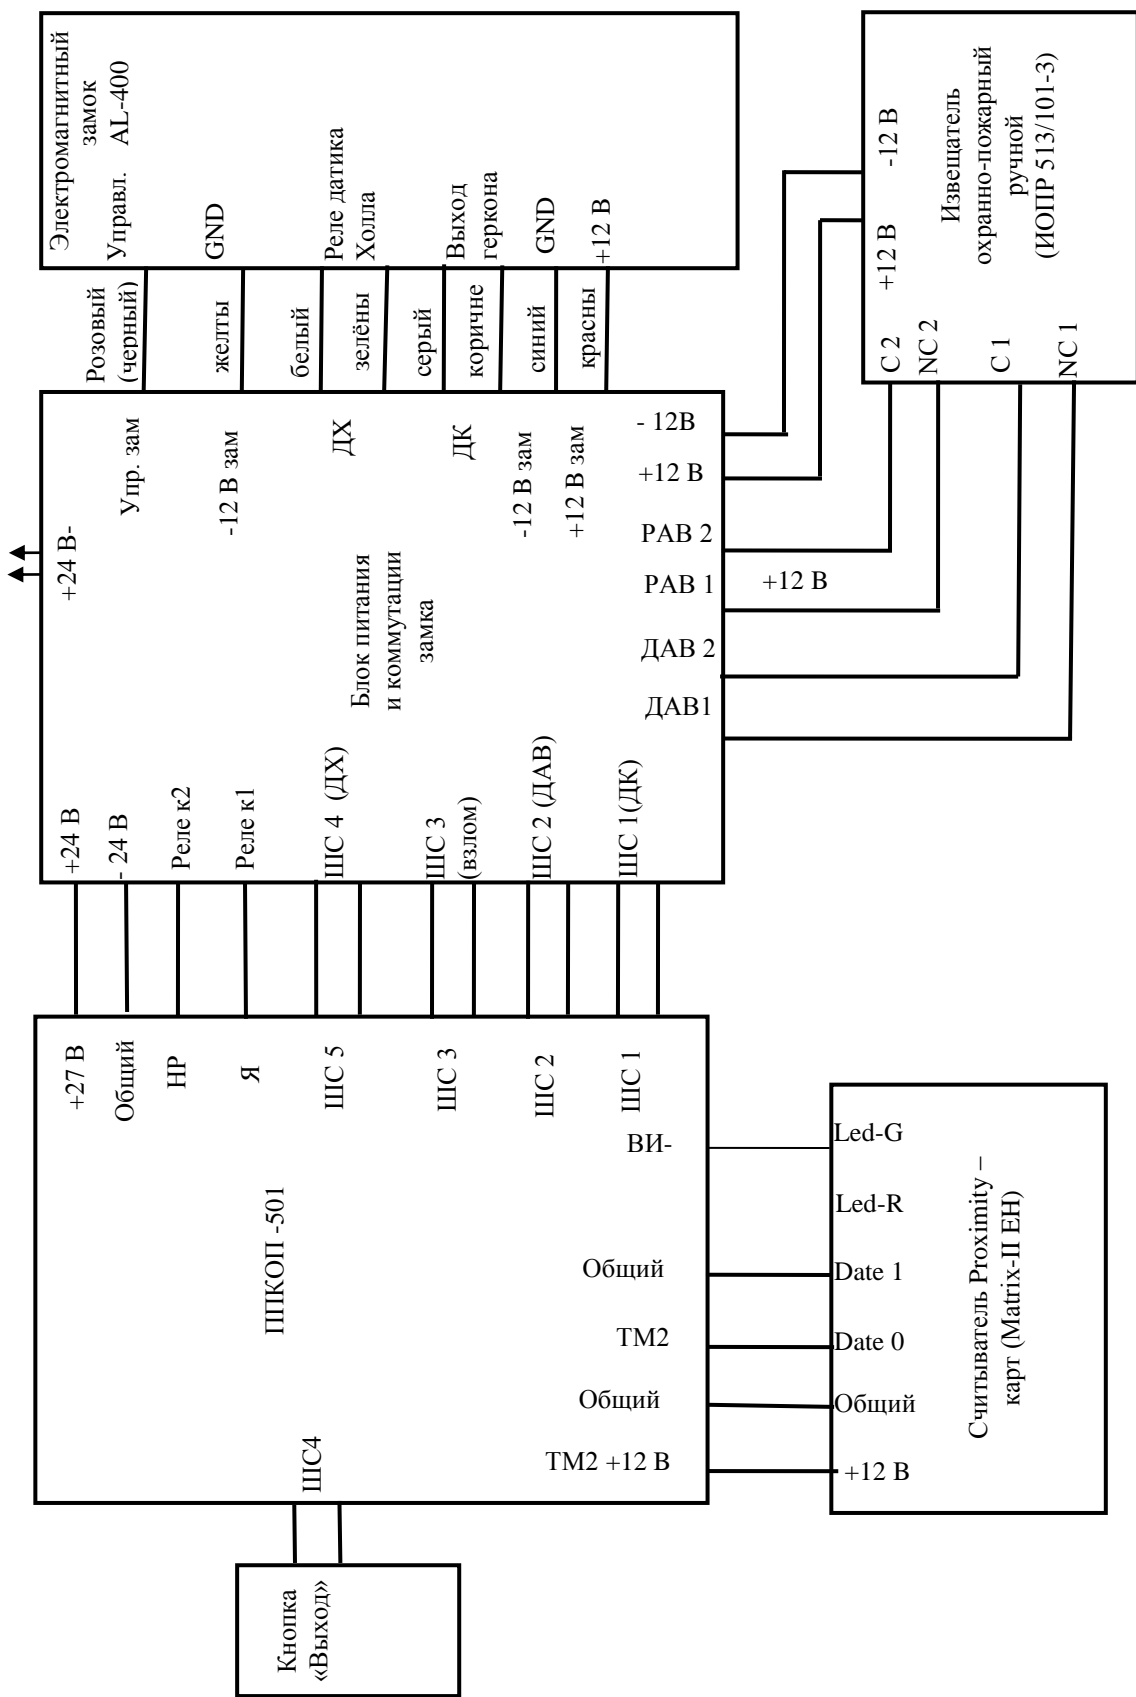 Электромагнитный
замок
AL-400
Управл.
GND
Реле датика
Холла
Выход
геркона
GND
+12 В
Розовый
(черный)
желты
белый
зелёны
серый
коричне
синий
красны
-12 В
+12 В
Извещатель
охранно-пожарный
ручной
(ИОПР 513/101-3)
С 2
NC 2
С 1
NC 1
+24 В-
Упр. зам
-12 В зам
ДХ
ДК
-12 В зам
+12 В зам
- 12В
+12 В
РАВ 2
РАВ 1
+12 В
ДАВ 2
ДАВ1
Блок питания
и коммутации
замка
+24 В
- 24 В
Реле к2
Реле к1
ШС 4 (ДХ)
ШС 3
(взлом)
ШС 2 (ДАВ)
ШС 1(ДК)
+27 В
Общий
НР
Я
ШС 5
ШС 3
ШС 2
ШС 1
ВИ-
Общий
ТМ2
Общий
ТМ2 +12 В
ППКОП -501
ШС4
Led-G
Led-R
Date 1
Date 0
Общий
+12 В
Считыватель Proximity –
карт (Matrix-II EH)
Кнопка
«Выход»